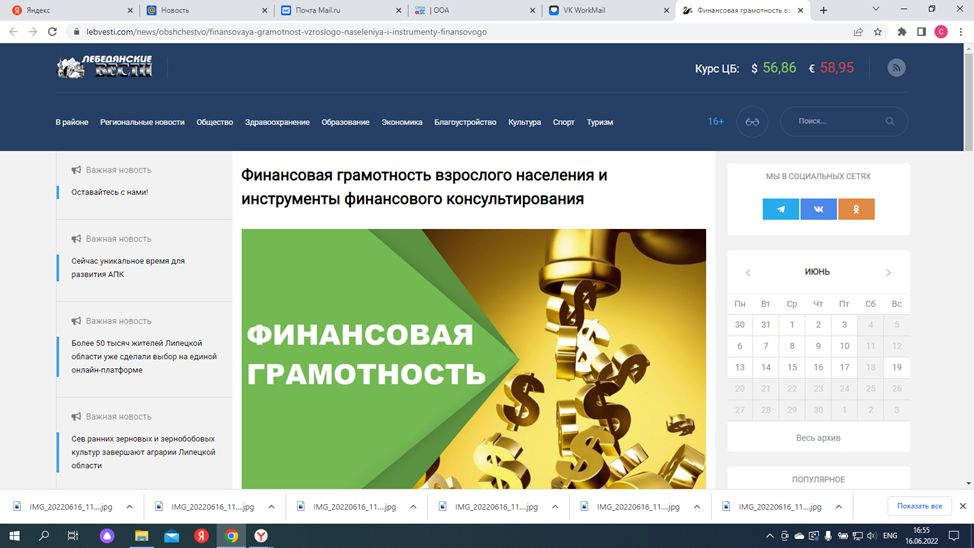 Яндекс
Новость
Почта Mail.ru
| ООА
VK WorkMail
Финансовая грамотность вз
lebvesti.com/news/obshchestvo/finansovaya-gramotnost-vzroslogo-naseleniya-i-instrumenty-finansovogo
ЛЕБЕДЯНСКИЕ
ВЕСТИ
Курс ЦБ: $ 56,86 € 58,95
В районе Региональные новости Общество Здравоохранение Образование Экономика Благоустройство Культура Спорт Туризм
16+
Поиск...
Важная новость
Оставайтесь с нами!
Важная новость
Сейчас уникальное время для
развития АПК
Важная новость
Более 50 тысяч жителей Липецкой
области уже сделали выбор на единой
онлайн-платформе
Важная новость
Сев ранних зерновых и зернобобовых
культур завершают аграрии Липецкой
области
Финансовая грамотность взрослого населения и
инструменты финансового консультирования
ФИНАНСОВАЯ
ГРАМОТНОСТЬ
МЫ В СОЦИАЛЬНЫХ СЕТЯХ
ИЮНЬ
Пн Вт Ср Чт Пт Сб Вс
30 31 1 2 3 4 5
6 7 8 9 10 11 12
13 14 15 16 17 18 19
20 21 22 23 24 25 26
27 28 29 30 1 2 3
Весь архив
ПОПУЛЯРНОЕ
IMG_20220616_11....jpg
IMG_20220616_11....jpg
IMG_20220616_11....jpg
IMG_20220616_11....jpg
IMG_20220616_11....jpg
IMG_20220616_11....jpg
Показать все
ENG
16:55
16.06.2022